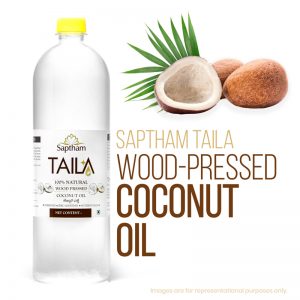 Saptham
TAILA
100% NATURAL
WOOD PRESSED
COCONUT OIL
NET CONTENT :
SAPTHAM TAILA
WOOD-PRESSED
COCONUT
OIL
Images are for representational purposes only